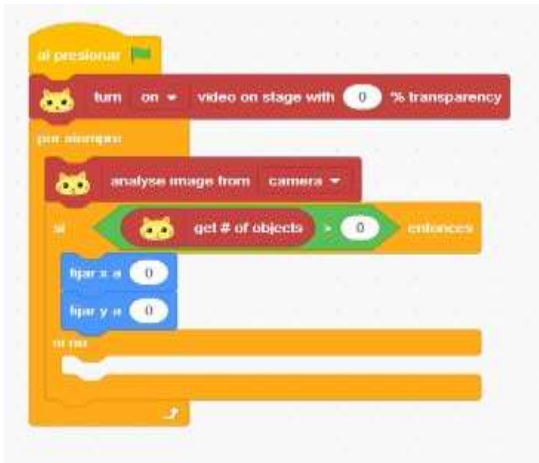 al presionar
turn on video on stage with 0 % transparency
por siempre
analyse image from camera
si get # of objects > 0 entonces
fijar x a 0
fijar y a 0
si no